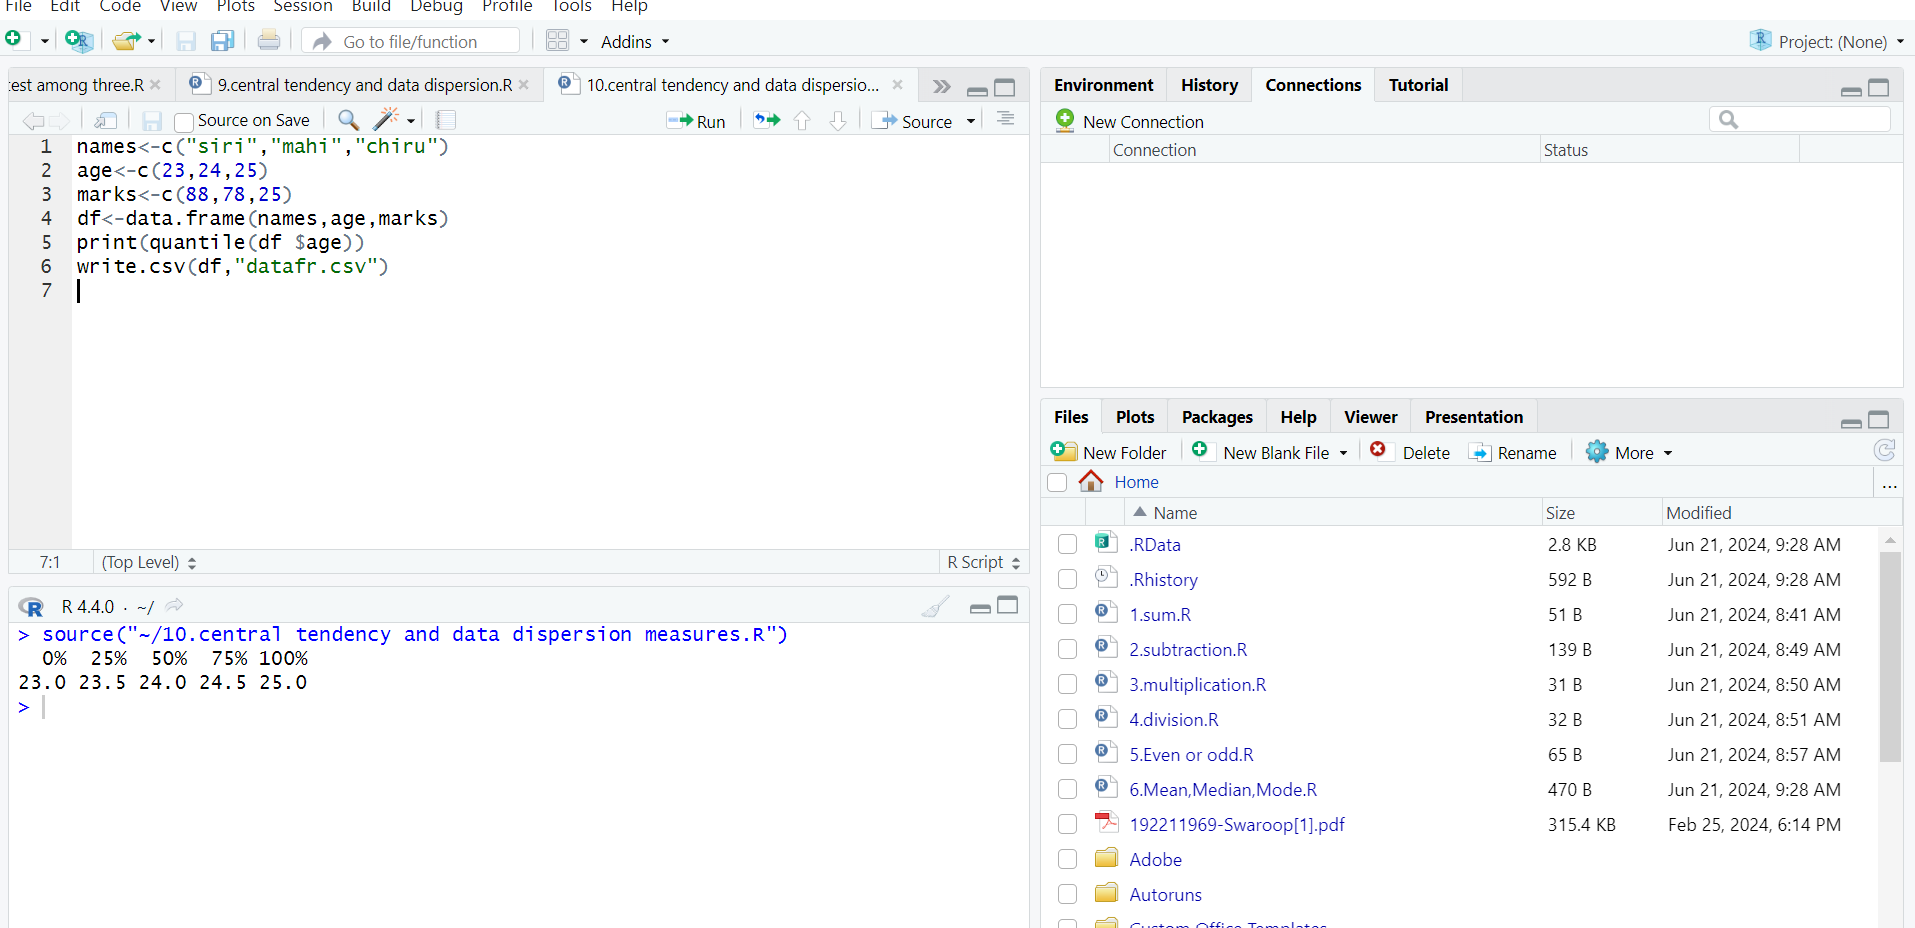 File Edit Code View Plots Session Build Debug Profile Tools Help
Go to file/function Addins Project: (None)
test among three.R 9.central tendency and data dispersion.R 10.central tendency and data dispersio...
Source on Save Run Source
1 names<-c("siri","mahi","chiru")
2 age<-c(23,24,25)
3 marks<-c(88,78,25)
4 df<-data.frame(names,age,marks)
5 print(quantile(df $age))
6 write.csv(df,"datafr.csv")
7
7:1 (Top Level) R Script
R 4.4.0 · ~/
> source("~/10.central tendency and data dispersion measures.R")
0% 25% 50% 75% 100%
23.0 23.5 24.0 24.5 25.0
>
Environment History Connections Tutorial
New Connection
Connection Status
Files Plots Packages Help Viewer Presentation
New Folder New Blank File Delete Rename More
Home ...
Name Size Modified
.RData 2.8 KB Jun 21, 2024, 9:28 AM
.Rhistory 592 B Jun 21, 2024, 9:28 AM
1.sum.R 51 B Jun 21, 2024, 8:41 AM
2.subtraction.R 139 B Jun 21, 2024, 8:49 AM
3.multiplication.R 31 B Jun 21, 2024, 8:50 AM
4.division.R 32 B Jun 21, 2024, 8:51 AM
5.Even or odd.R 65 B Jun 21, 2024, 8:57 AM
6.Mean,Median,Mode.R 470 B Jun 21, 2024, 9:28 AM
192211969-Swaroop[1].pdf 315.4 KB Feb 25, 2024, 6:14 PM
Adobe
Autoruns
Custom Office Templates